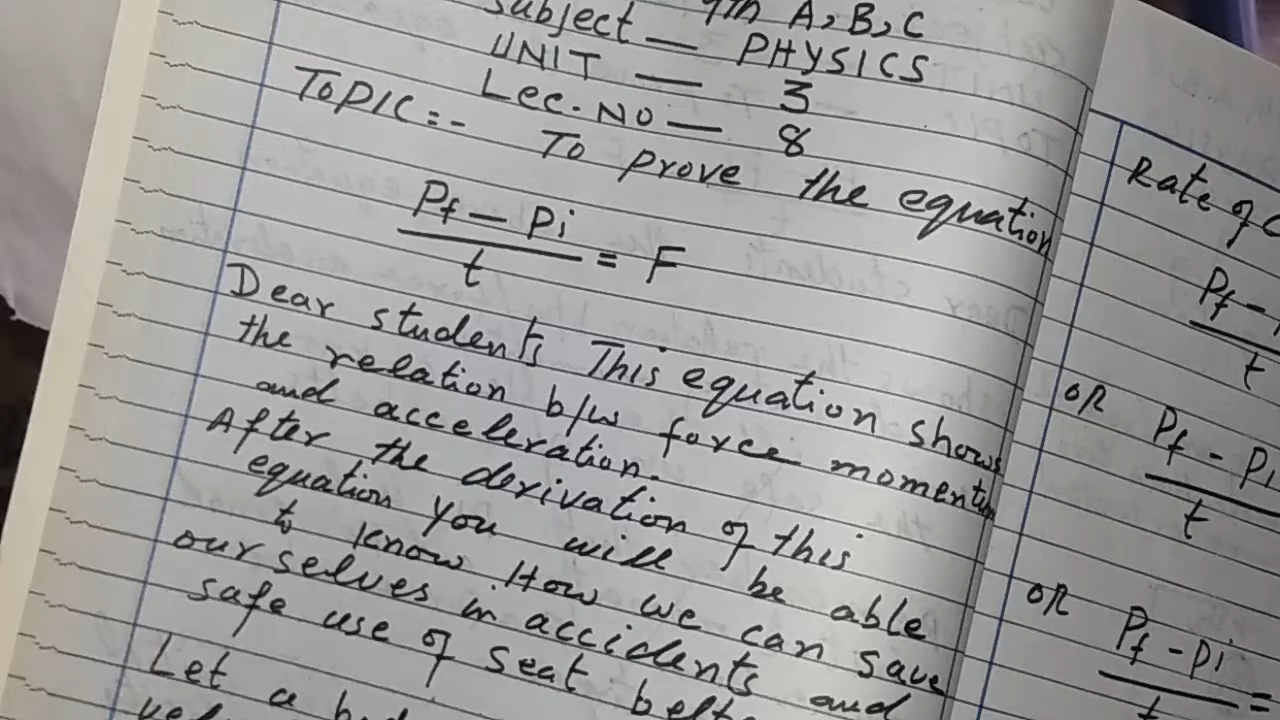 Subject — 9th A, B, C
UNIT — PHYSICS
Lec. No — 3
8
TOPIC:- To prove the equation
Pf - Pi
t = F
Dear students This equation shows
the relation b/w force momentum
and acceleration.
After the derivation of this
equation you will be able
to know How we can save
ourselves in accidents and
safe use of seat belts
Let a
Rate of
Pf -
t
OR Pf - Pi
t
OR Pf - Pi
t =